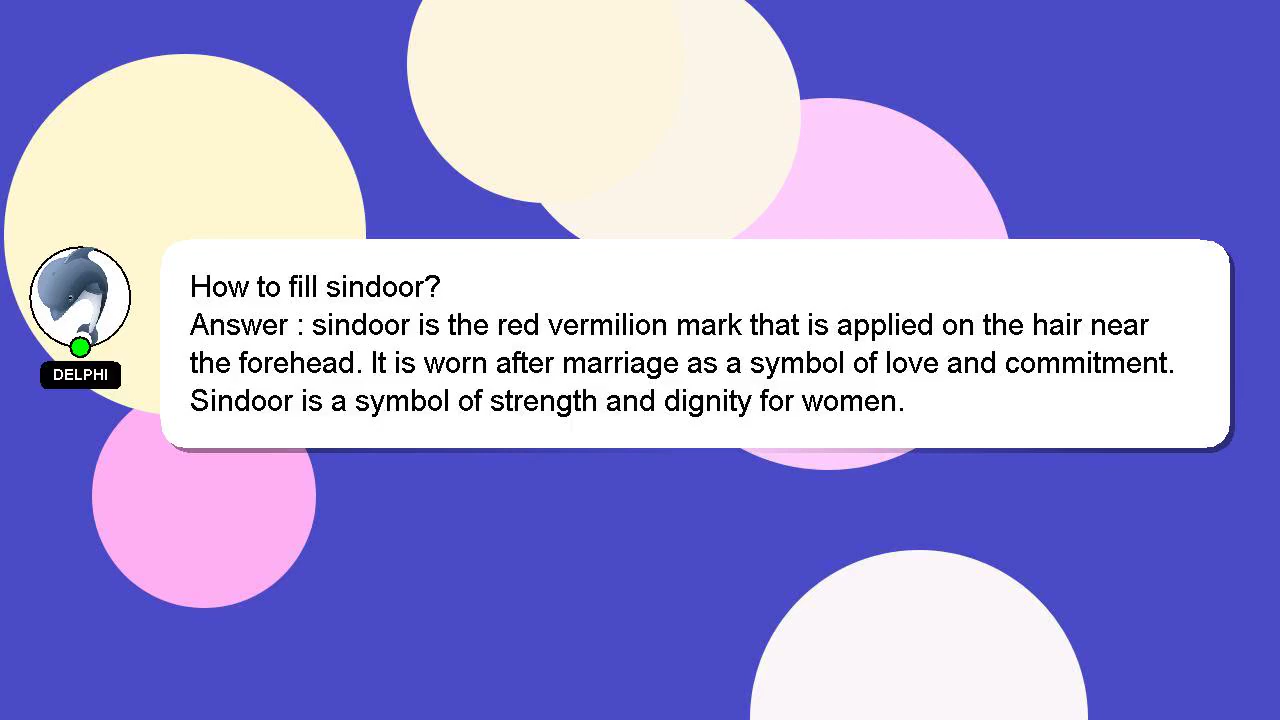 How to fill sindoor?
Answer : sindoor is the red vermilion mark that is applied on the hair near
the forehead. It is worn after marriage as a symbol of love and commitment.
Sindoor is a symbol of strength and dignity for women.
DELPHI